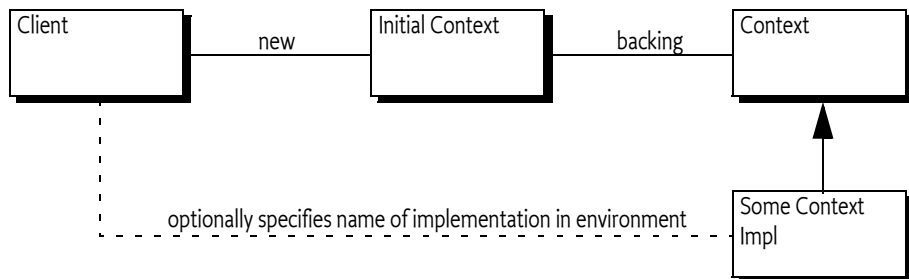 Client
new
Initial Context
backing
Context
optionally specifies name of implementation in environment
Some Context
Impl